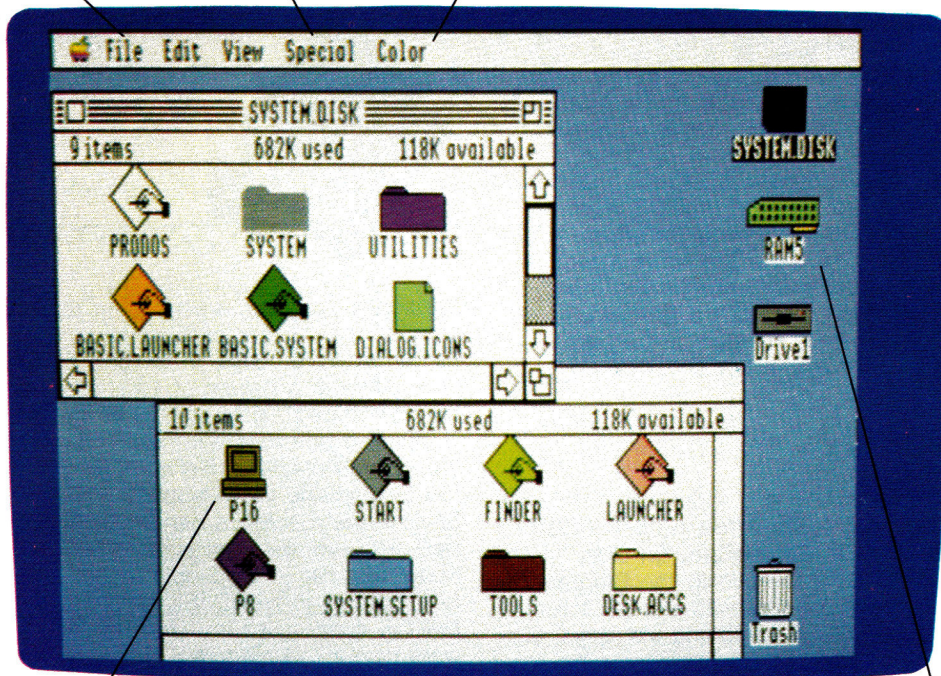 File Edit View Special Color
SYSTEM.DISK
9 items 682K used 118K available
PRODOS SYSTEM UTILITIES
BASIC.LAUNCHER BASIC.SYSTEM DIALOG.ICONS
10 items 682K used 118K available
P16 START FINDER LAUNCHER
P8 SYSTEM.SETUP TOOLS DESK.ACCS
SYSTEM.DISK
RAM5
Drive1
Trash